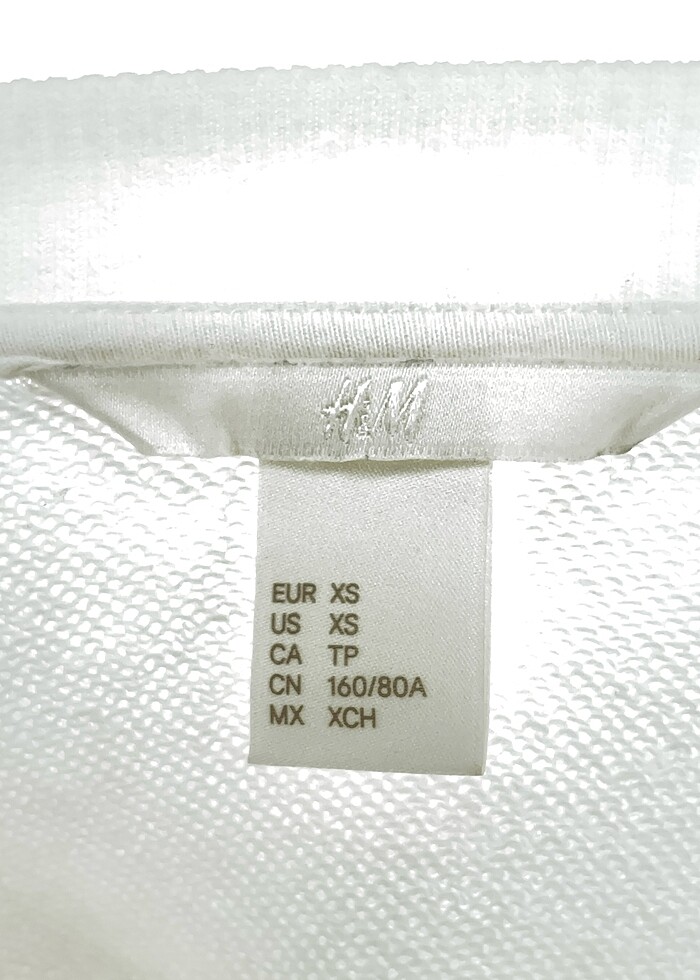 H&M
EUR XS
US XS
CA TP
CN 160/80A
MX XCH